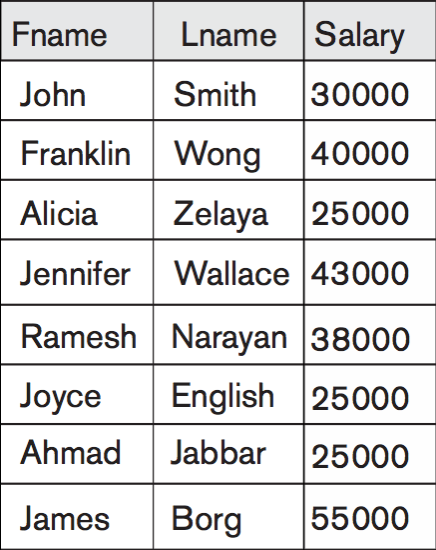 Fname Lname Salary
John Smith 30000
Franklin Wong 40000
Alicia Zelaya 25000
Jennifer Wallace 43000
Ramesh Narayan 38000
Joyce English 25000
Ahmad Jabbar 25000
James Borg 55000